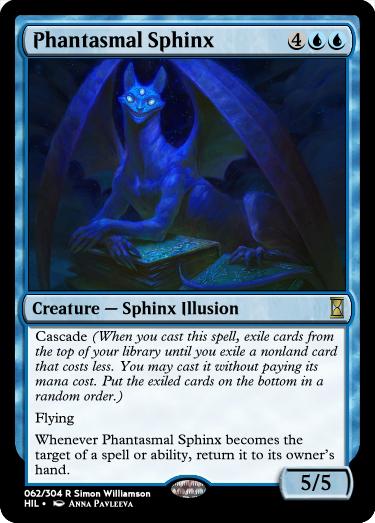 Phantasmal Sphinx 4
Creature — Sphinx Illusion
Cascade (When you cast this spell, exile cards from
the top of your library until you exile a nonland card
that costs less. You may cast it without paying its
mana cost. Put the exiled cards on the bottom in a
random order.)
Flying
Whenever Phantasmal Sphinx becomes the
target of a spell or ability, return it to its owner's
hand.
5/5
062/304 R Simon Williamson
HIL • Anna Pavleeva